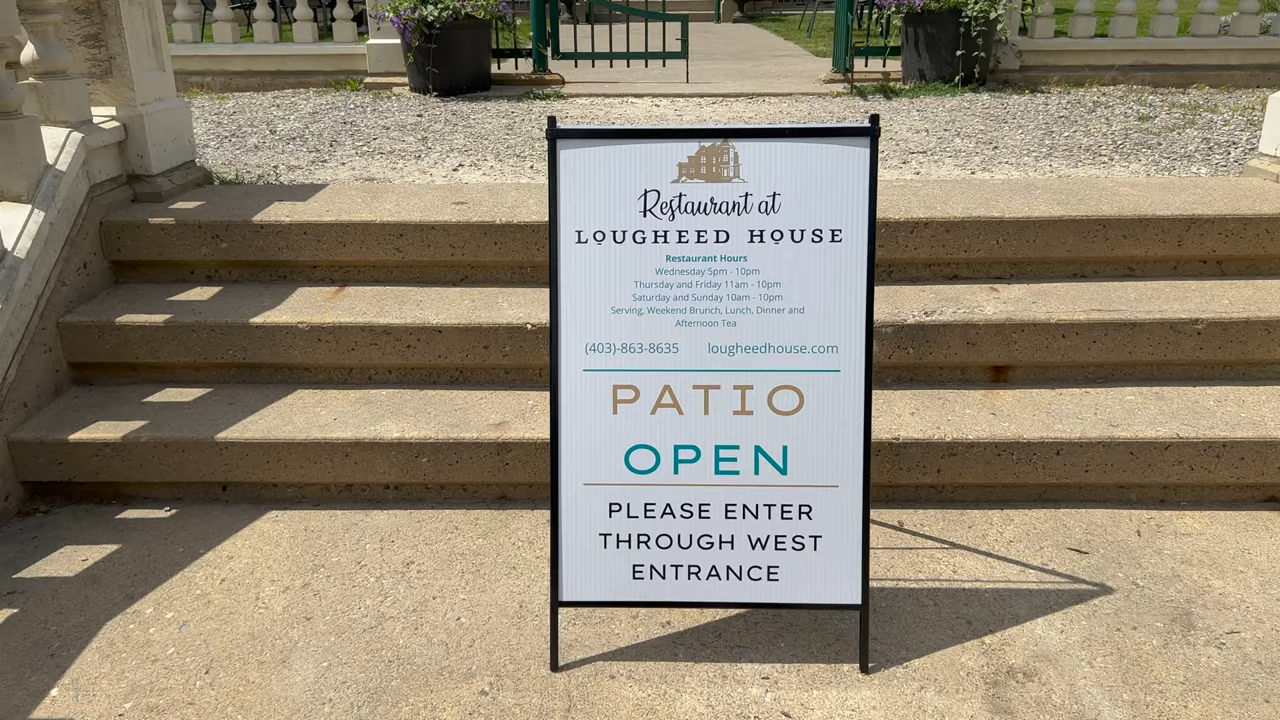 Restaurant at
LOUGHEED HOUSE
Restaurant Hours
Wednesday 5pm - 10pm
Thursday and Friday 11am - 10pm
Saturday and Sunday 10am - 10pm
Serving, Weekend Brunch, Lunch, Dinner and
Afternoon Tea
(403)-863-8635 lougheedhouse.com
PATIO
OPEN
PLEASE ENTER
THROUGH WEST
ENTRANCE